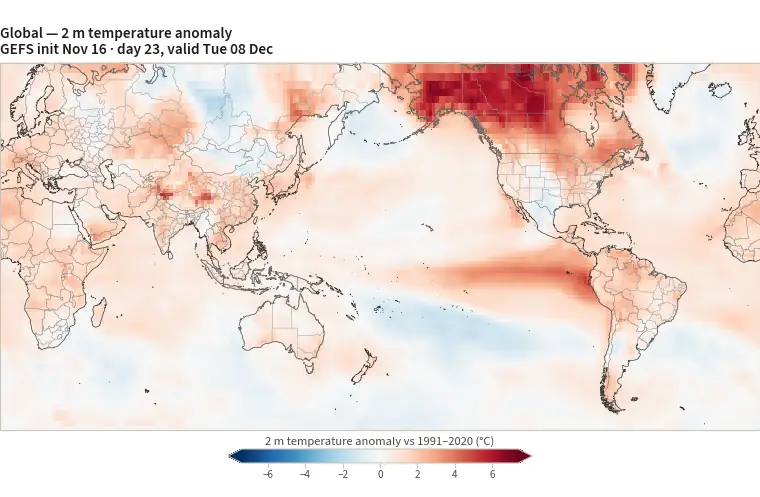 Global — 2 m temperature anomaly
GEFS init Nov 16 · day 23, valid Tue 08 Dec
2 m temperature anomaly vs 1991–2020 (°C)
−6 −4 −2 0 2 4 6